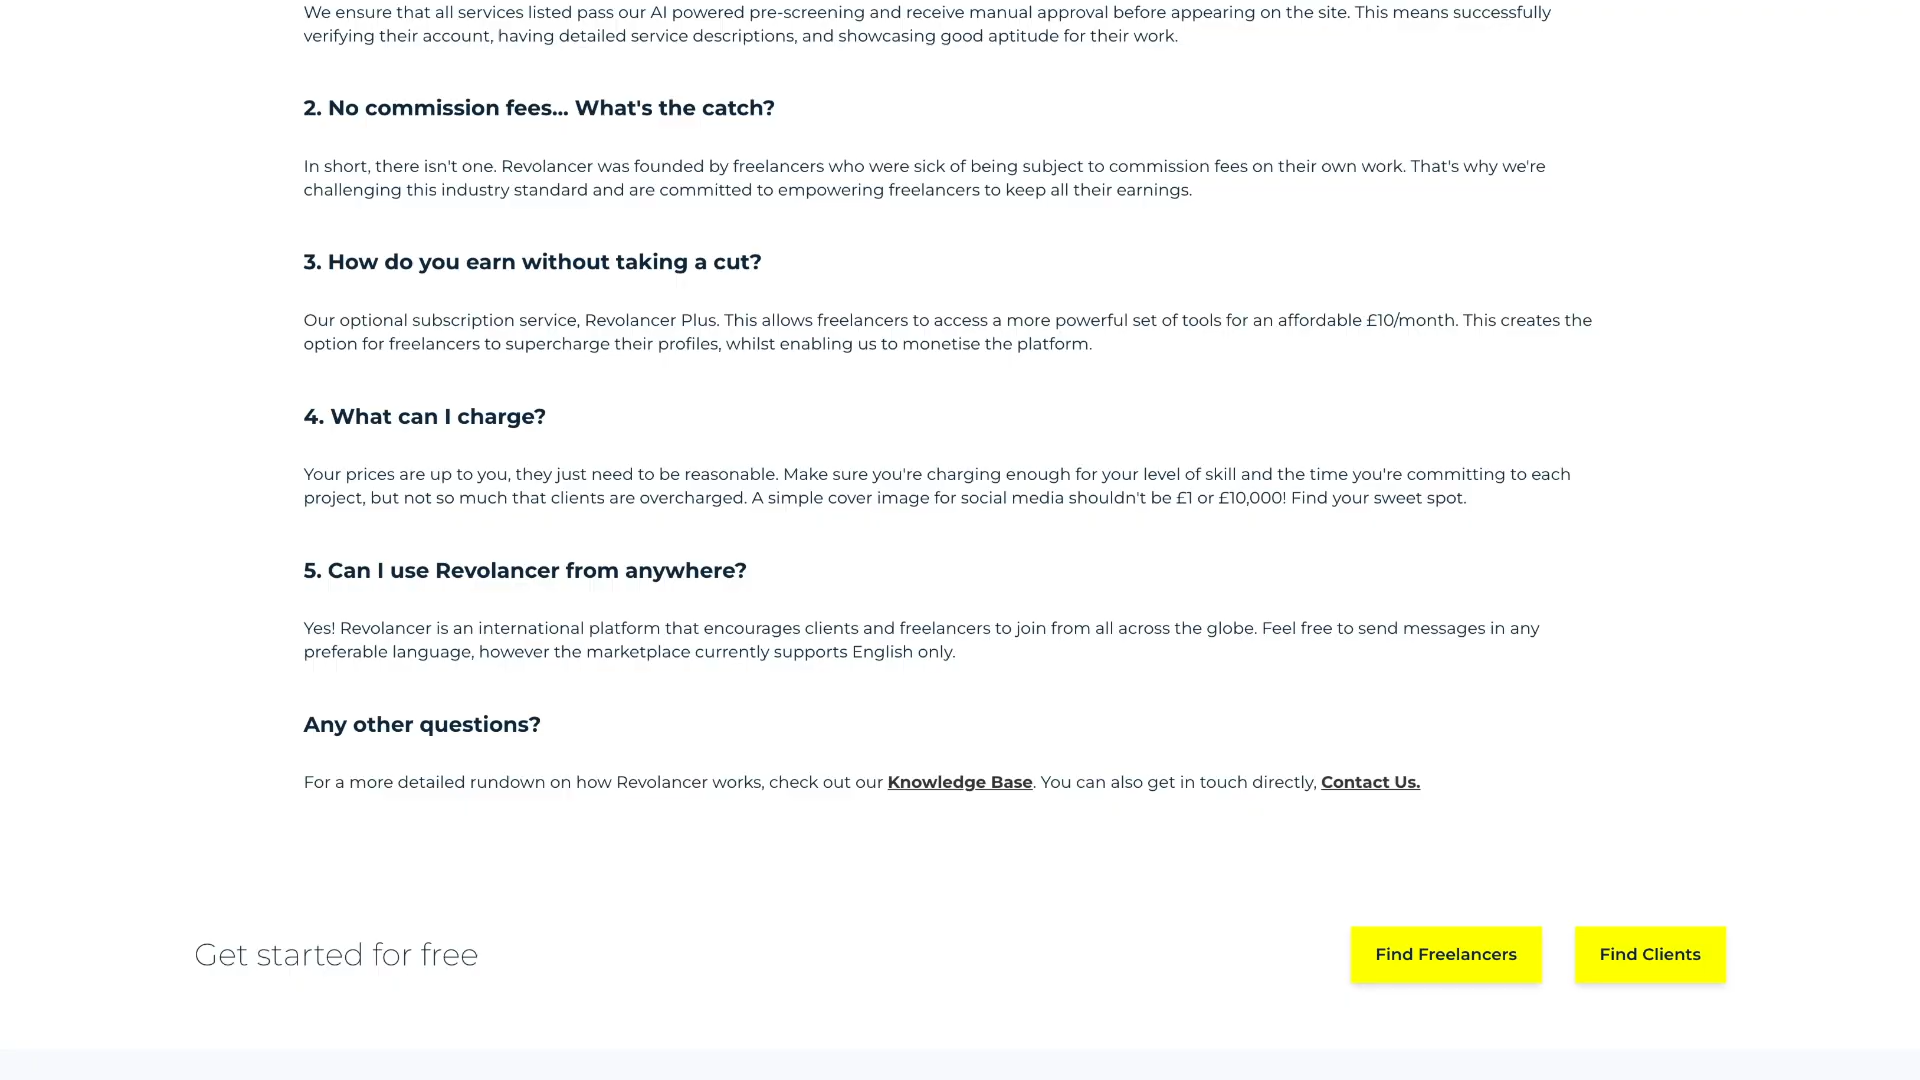 We ensure that all services listed pass our AI powered pre-screening and receive manual approval before appearing on the site. This means successfully
verifying their account, having detailed service descriptions, and showcasing good aptitude for their work.
2. No commission fees... What's the catch?
In short, there isn't one. Revolancer was founded by freelancers who were sick of being subject to commission fees on their own work. That's why we're
challenging this industry standard and are committed to empowering freelancers to keep all their earnings.
3. How do you earn without taking a cut?
Our optional subscription service, Revolancer Plus. This allows freelancers to access a more powerful set of tools for an affordable £10/month. This creates the
option for freelancers to supercharge their profiles, whilst enabling us to monetise the platform.
4. What can I charge?
Your prices are up to you, they just need to be reasonable. Make sure you're charging enough for your level of skill and the time you're committing to each
project, but not so much that clients are overcharged. A simple cover image for social media shouldn't be £1 or £10,000! Find your sweet spot.
5. Can I use Revolancer from anywhere?
Yes! Revolancer is an international platform that encourages clients and freelancers to join from all across the globe. Feel free to send messages in any
preferable language, however the marketplace currently supports English only.
Any other questions?
For a more detailed rundown on how Revolancer works, check out our Knowledge Base. You can also get in touch directly, Contact Us.
Get started for free
Find Freelancers
Find Clients